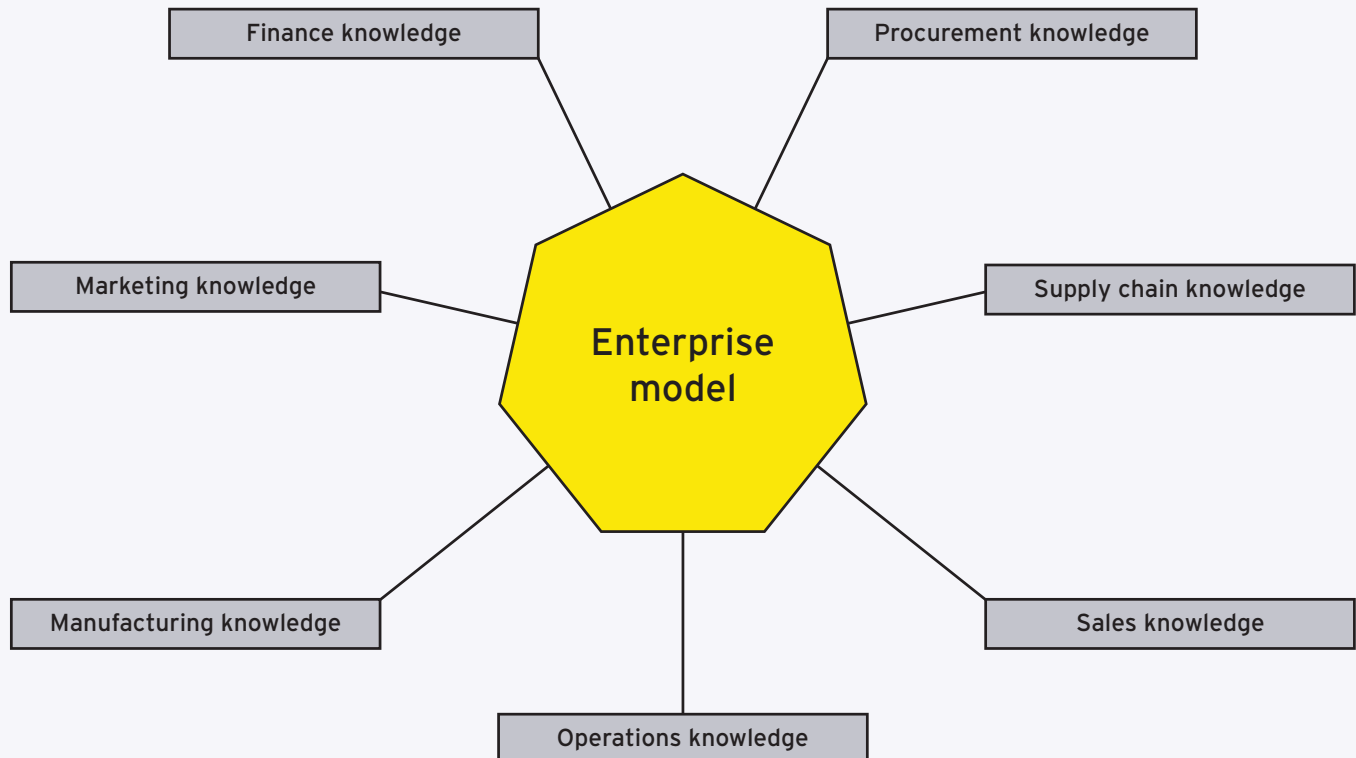 Finance knowledge
Procurement knowledge
Marketing knowledge
Supply chain knowledge
Enterprise
model
Manufacturing knowledge
Sales knowledge
Operations knowledge